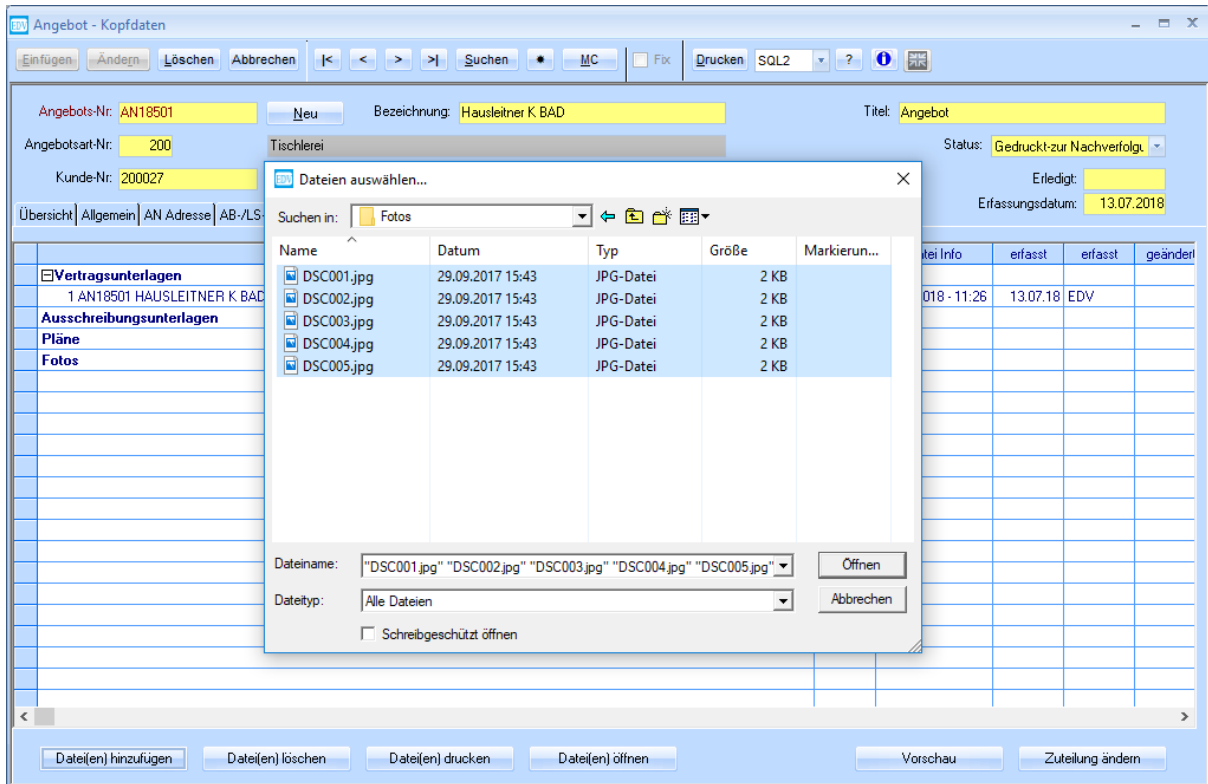 EDV Angebot - Kopfdaten
Einfügen Ändern Löschen Abbrechen |< < > >| Suchen * MC Fix Drucken SQL2 ?
Angebots-Nr: AN18501 Neu Bezeichnung: Hausleitner K BAD Titel: Angebot
Angebotsart-Nr: 200 Tischlerei Status: Gedruckt-zur Nachverfolgu
Kunde-Nr: 200027 Erledigt:
Erfassungsdatum: 13.07.2018
Übersicht Allgemein AN Adresse AB-/LS-
tei Info erfasst erfasst geändert
Vertragsunterlagen
1 AN18501 HAUSLEITNER K BAD 018 - 11:26 13.07.18 EDV
Ausschreibungsunterlagen
Pläne
Fotos
EDV Dateien auswählen...
Suchen in: Fotos
Name Datum Typ Größe Markierun...
DSC001.jpg 29.09.2017 15:43 JPG-Datei 2 KB
DSC002.jpg 29.09.2017 15:43 JPG-Datei 2 KB
DSC003.jpg 29.09.2017 15:43 JPG-Datei 2 KB
DSC004.jpg 29.09.2017 15:43 JPG-Datei 2 KB
DSC005.jpg 29.09.2017 15:43 JPG-Datei 2 KB
Dateiname: "DSC001.jpg" "DSC002.jpg" "DSC003.jpg" "DSC004.jpg" "DSC005.jpg" Öffnen
Dateityp: Alle Dateien Abbrechen
Schreibgeschützt öffnen
Datei(en) hinzufügen Datei(en) löschen Datei(en) drucken Datei(en) öffnen Vorschau Zuteilung ändern